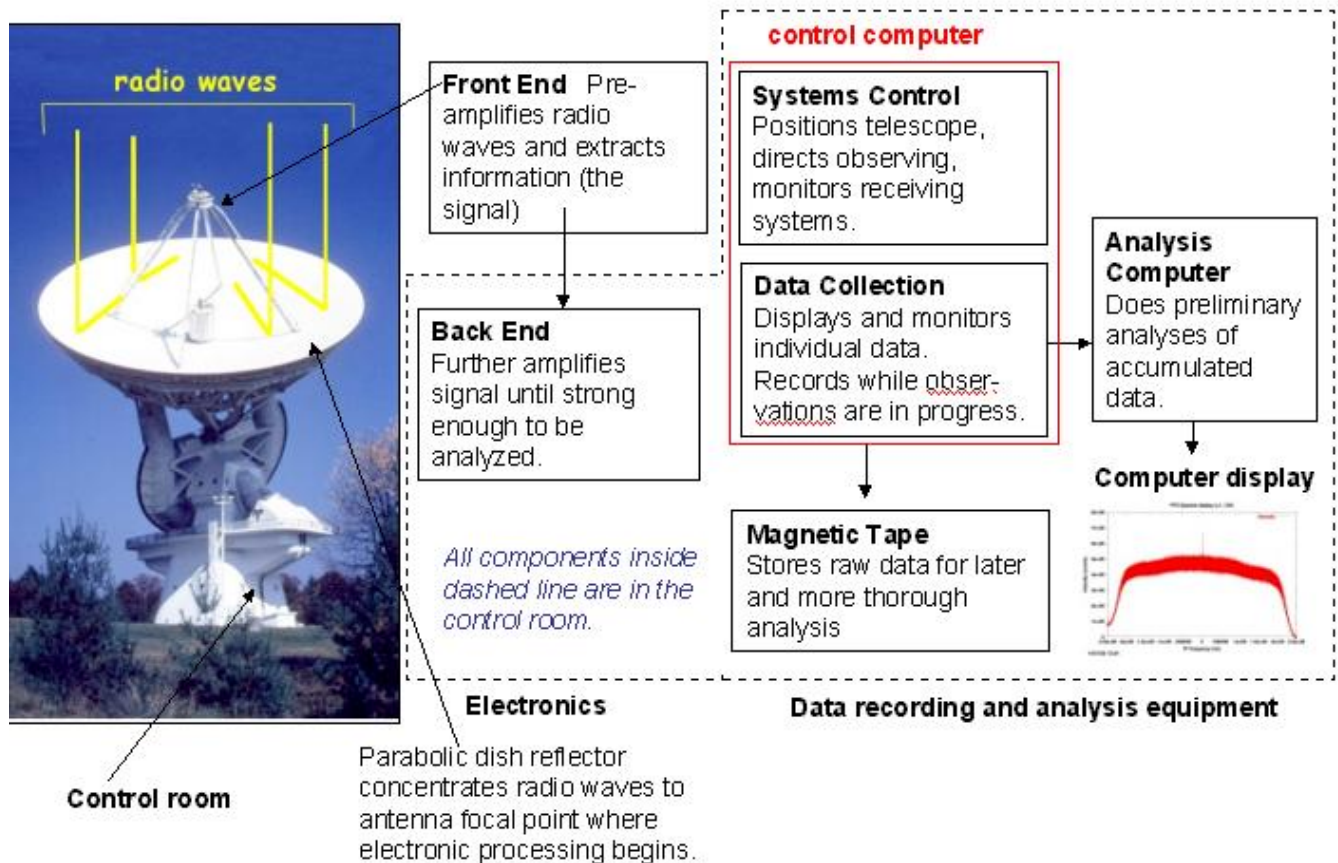 radio waves
Front End Pre-
amplifies radio
waves and extracts
information (the
signal)
Back End
Further amplifies
signal until strong
enough to be
analyzed.
All components inside
dashed line are in the
control room.
Electronics
control computer
Systems Control
Positions telescope,
directs observing,
monitors receiving
systems.
Data Collection
Displays and monitors
individual data.
Records while obser-
vations are in progress.
Magnetic Tape
Stores raw data for later
and more thorough
analysis
Analysis
Computer
Does preliminary
analyses of
accumulated
data.
Computer display
Data recording and analysis equipment
Control room
Parabolic dish reflector
concentrates radio waves to
antenna focal point where
electronic processing begins.